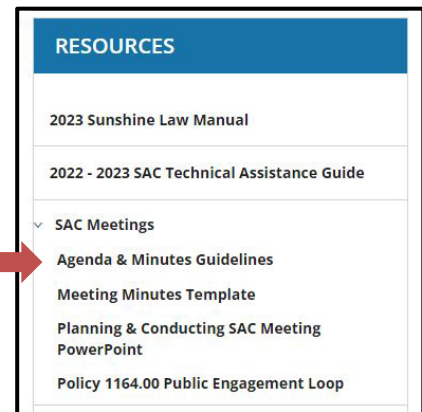 RESOURCES
2023 Sunshine Law Manual
2022 - 2023 SAC Technical Assistance Guide
SAC Meetings
Agenda & Minutes Guidelines
Meeting Minutes Template
Planning & Conducting SAC Meeting
PowerPoint
Policy 1164.00 Public Engagement Loop